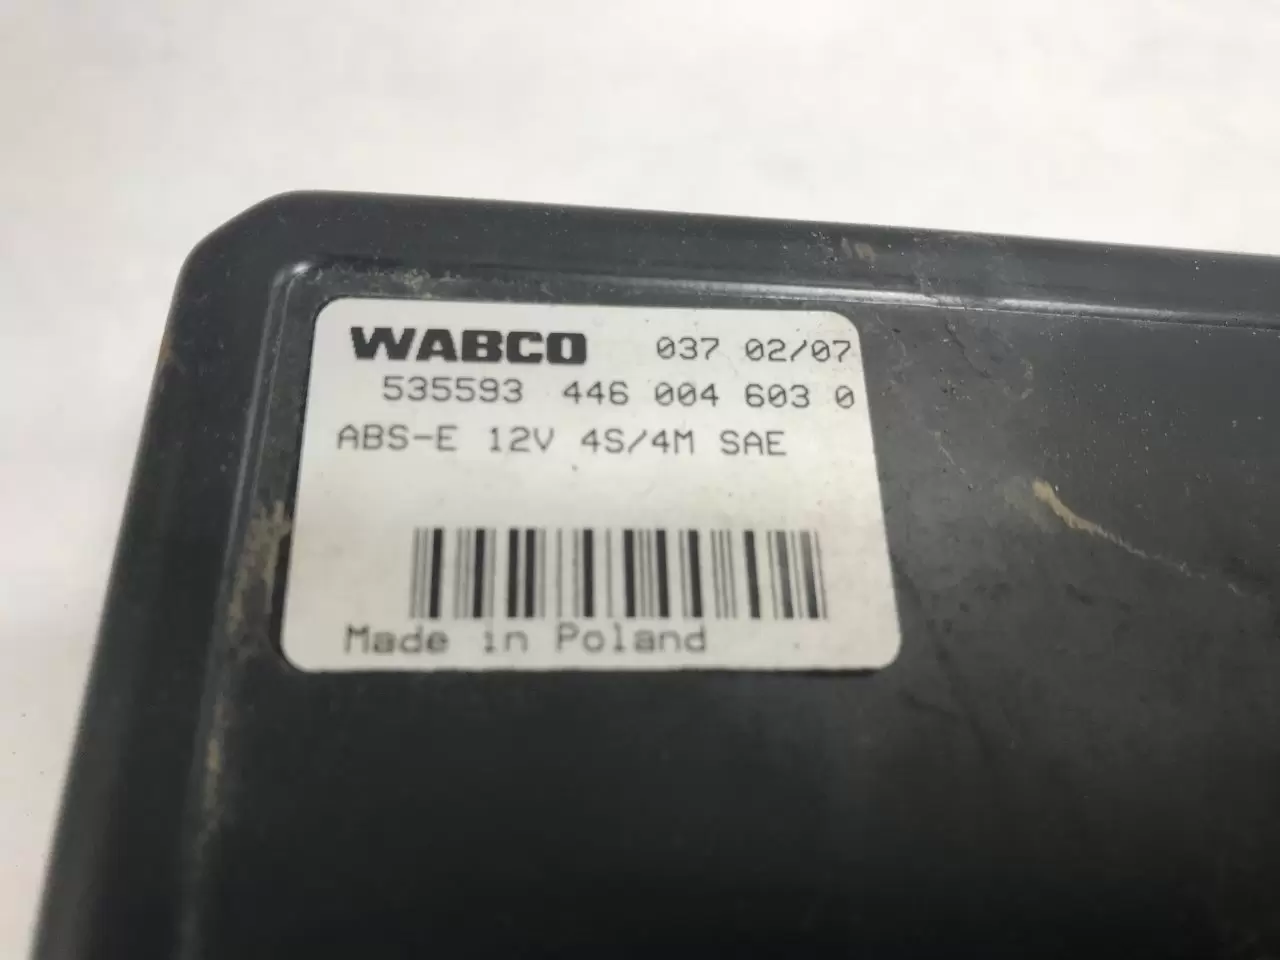 WABCO 037 02/07
535593 446 004 603 0
ABS-E 12V 4S/4M SAE
Made in Poland